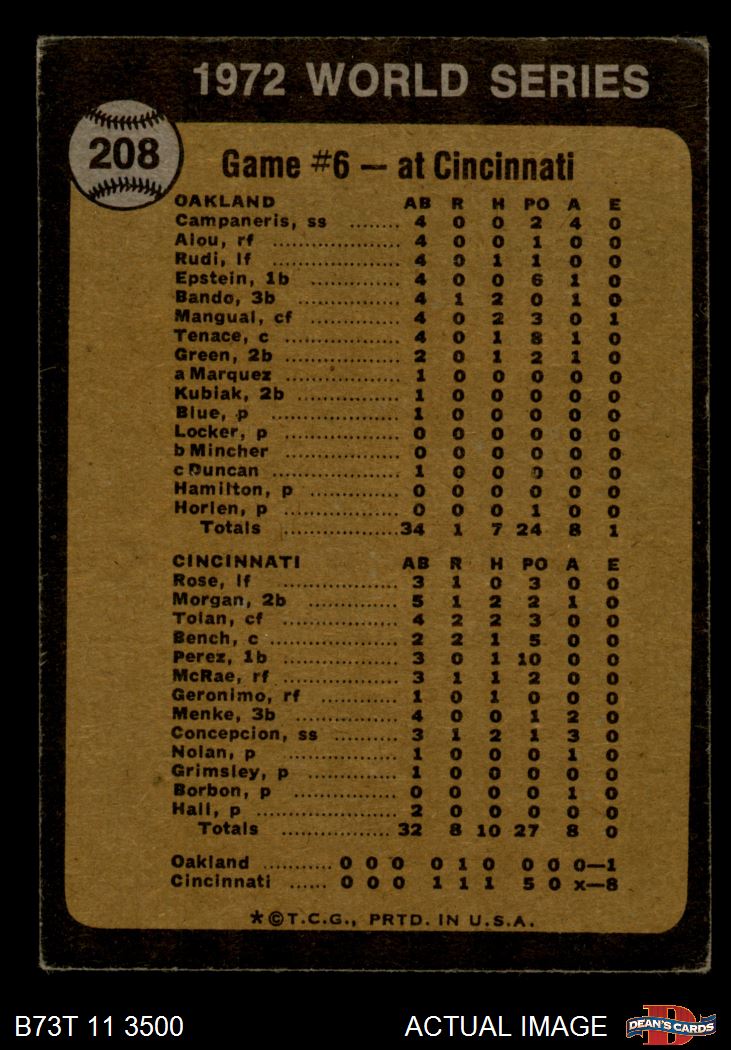 1972 WORLD SERIES
208
Game #6 — at Cincinnati
OAKLAND AB R H PO A E
Campaneris, ss ........ 4 0 0 2 4 0
Alou, rf .................... 4 0 0 1 0 0
Rudi, lf .................... 4 0 1 1 0 0
Epstein, 1b ................. 4 0 0 6 1 0
Bando, 3b ................ 4 1 2 0 1 0
Mangual, cf .............. 4 0 2 3 0 1
Tenace, c .................. 4 0 1 8 1 0
Green, 2b .................. 2 0 1 2 1 0
a Marquez .................. 1 0 0 0 0 0
Kubiak, 2b .................. 1 0 0 0 0 0
Blue, p .................... 1 0 0 0 0 0
Locker, p .................. 0 0 0 0 0 0
b Mincher .................. 0 0 0 0 0 0
c Duncan .................... 1 0 0 0 0 0
Hamilton, p .............. 0 0 0 0 0 0
Horlen, p .................. 0 0 0 1 0 0
Totals ..................34 1 7 24 8 1
CINCINNATI AB R H PO A E
Rose, lf .................. 3 1 0 3 0 0
Morgan, 2b .............. 5 1 2 2 1 0
Tolan, cf .................. 4 2 2 3 0 0
Bench, c .................... 2 2 1 5 0 0
Perez, 1b .................. 3 0 1 10 0 0
McRae, rf .................. 3 1 1 2 0 0
Geronimo, rf ............ 1 0 1 0 0 0
Menke, 3b ................ 4 0 0 1 2 0
Concepcion, ss .......... 3 1 2 1 3 0
Nolan, p .................. 1 0 0 0 1 0
Grimsley, p .............. 1 0 0 0 0 0
Borbon, p ................ 0 0 0 0 1 0
Hall, p .................... 2 0 0 0 0 0
Totals .................. 32 8 10 27 8 0
Oakland ............ 0 0 0 0 1 0 0 0 0—1
Cincinnati ...... 0 0 0 1 1 1 5 0 x—8
*©T.C.G., PRTD. IN U.S.A.
B73T 11 3500 ACTUAL IMAGE D DEAN'S CARDS